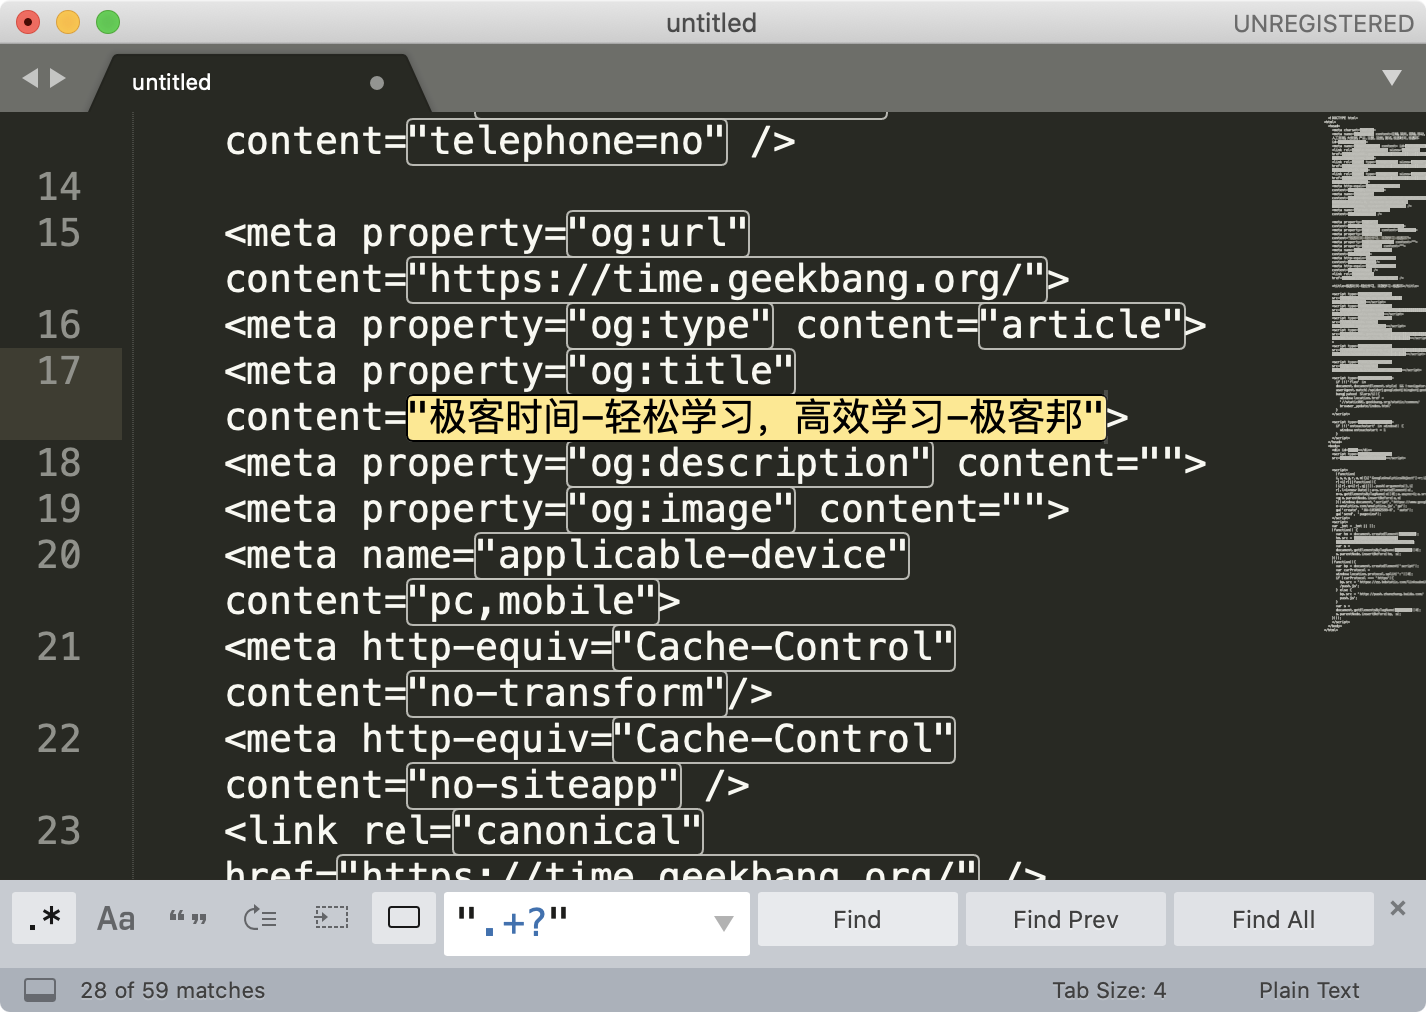 untitled
UNREGISTERED
untitled
content="telephone=no" />
14
15 <meta property="og:url"
content="https://time.geekbang.org/">
16 <meta property="og:type" content="article">
17 <meta property="og:title"
content="极客时间-轻松学习，高效学习-极客邦">
18 <meta property="og:description" content="">
19 <meta property="og:image" content="">
20 <meta name="applicable-device"
content="pc,mobile">
21 <meta http-equiv="Cache-Control"
content="no-transform"/>
22 <meta http-equiv="Cache-Control"
content="no-siteapp" />
23 <link rel="canonical"
href="https://time.geekbang.org/" />
.* Aa “” ".+?" Find Find Prev Find All ×
28 of 59 matches Tab Size: 4 Plain Text